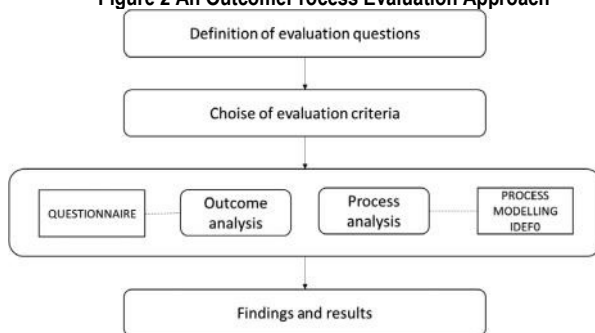 Figure 2 An OutcomeProcess Evaluation Approach
Definition of evaluation questions
Choise of evaluation criteria
QUESTIONNAIRE
Outcome
analysis
Process
analysis
PROCESS
MODELLING
IDEF0
Findings and results